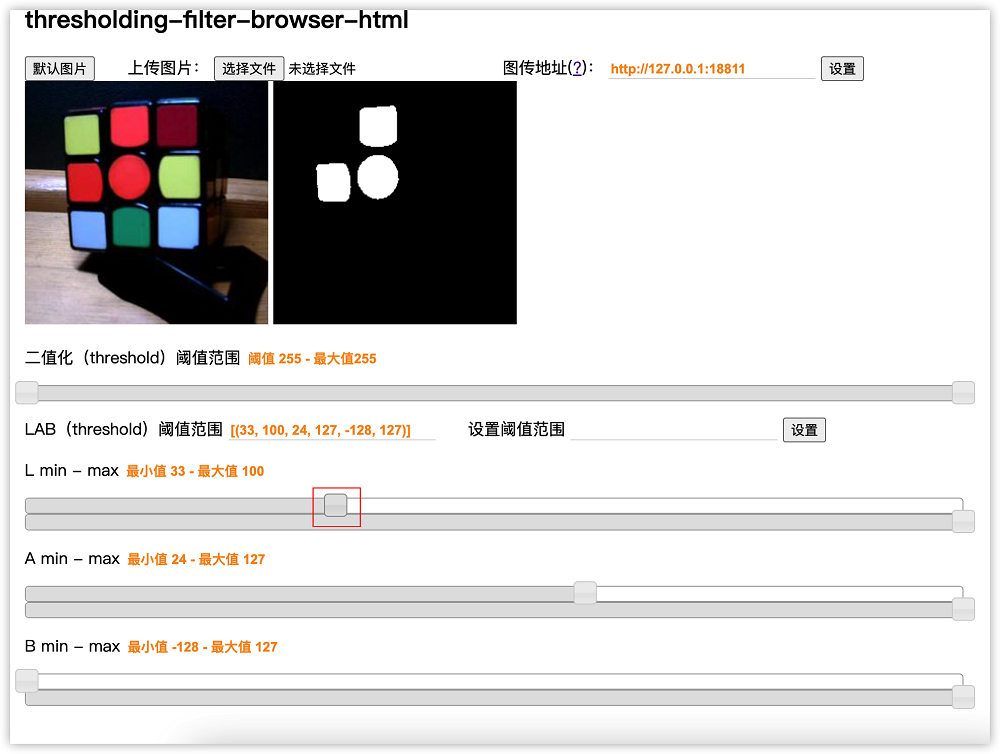 thresholding-filter-browser-html
默认图片 上传图片： 选择文件 未选择文件 图传地址(?)： http://127.0.0.1:18811 设置
二值化（threshold）阈值范围 阈值 255 - 最大值255
LAB（threshold）阈值范围 [(33, 100, 24, 127, -128, 127)] 设置阈值范围 设置
L min - max 最小值 33 - 最大值 100
A min - max 最小值 24 - 最大值 127
B min - max 最小值 -128 - 最大值 127